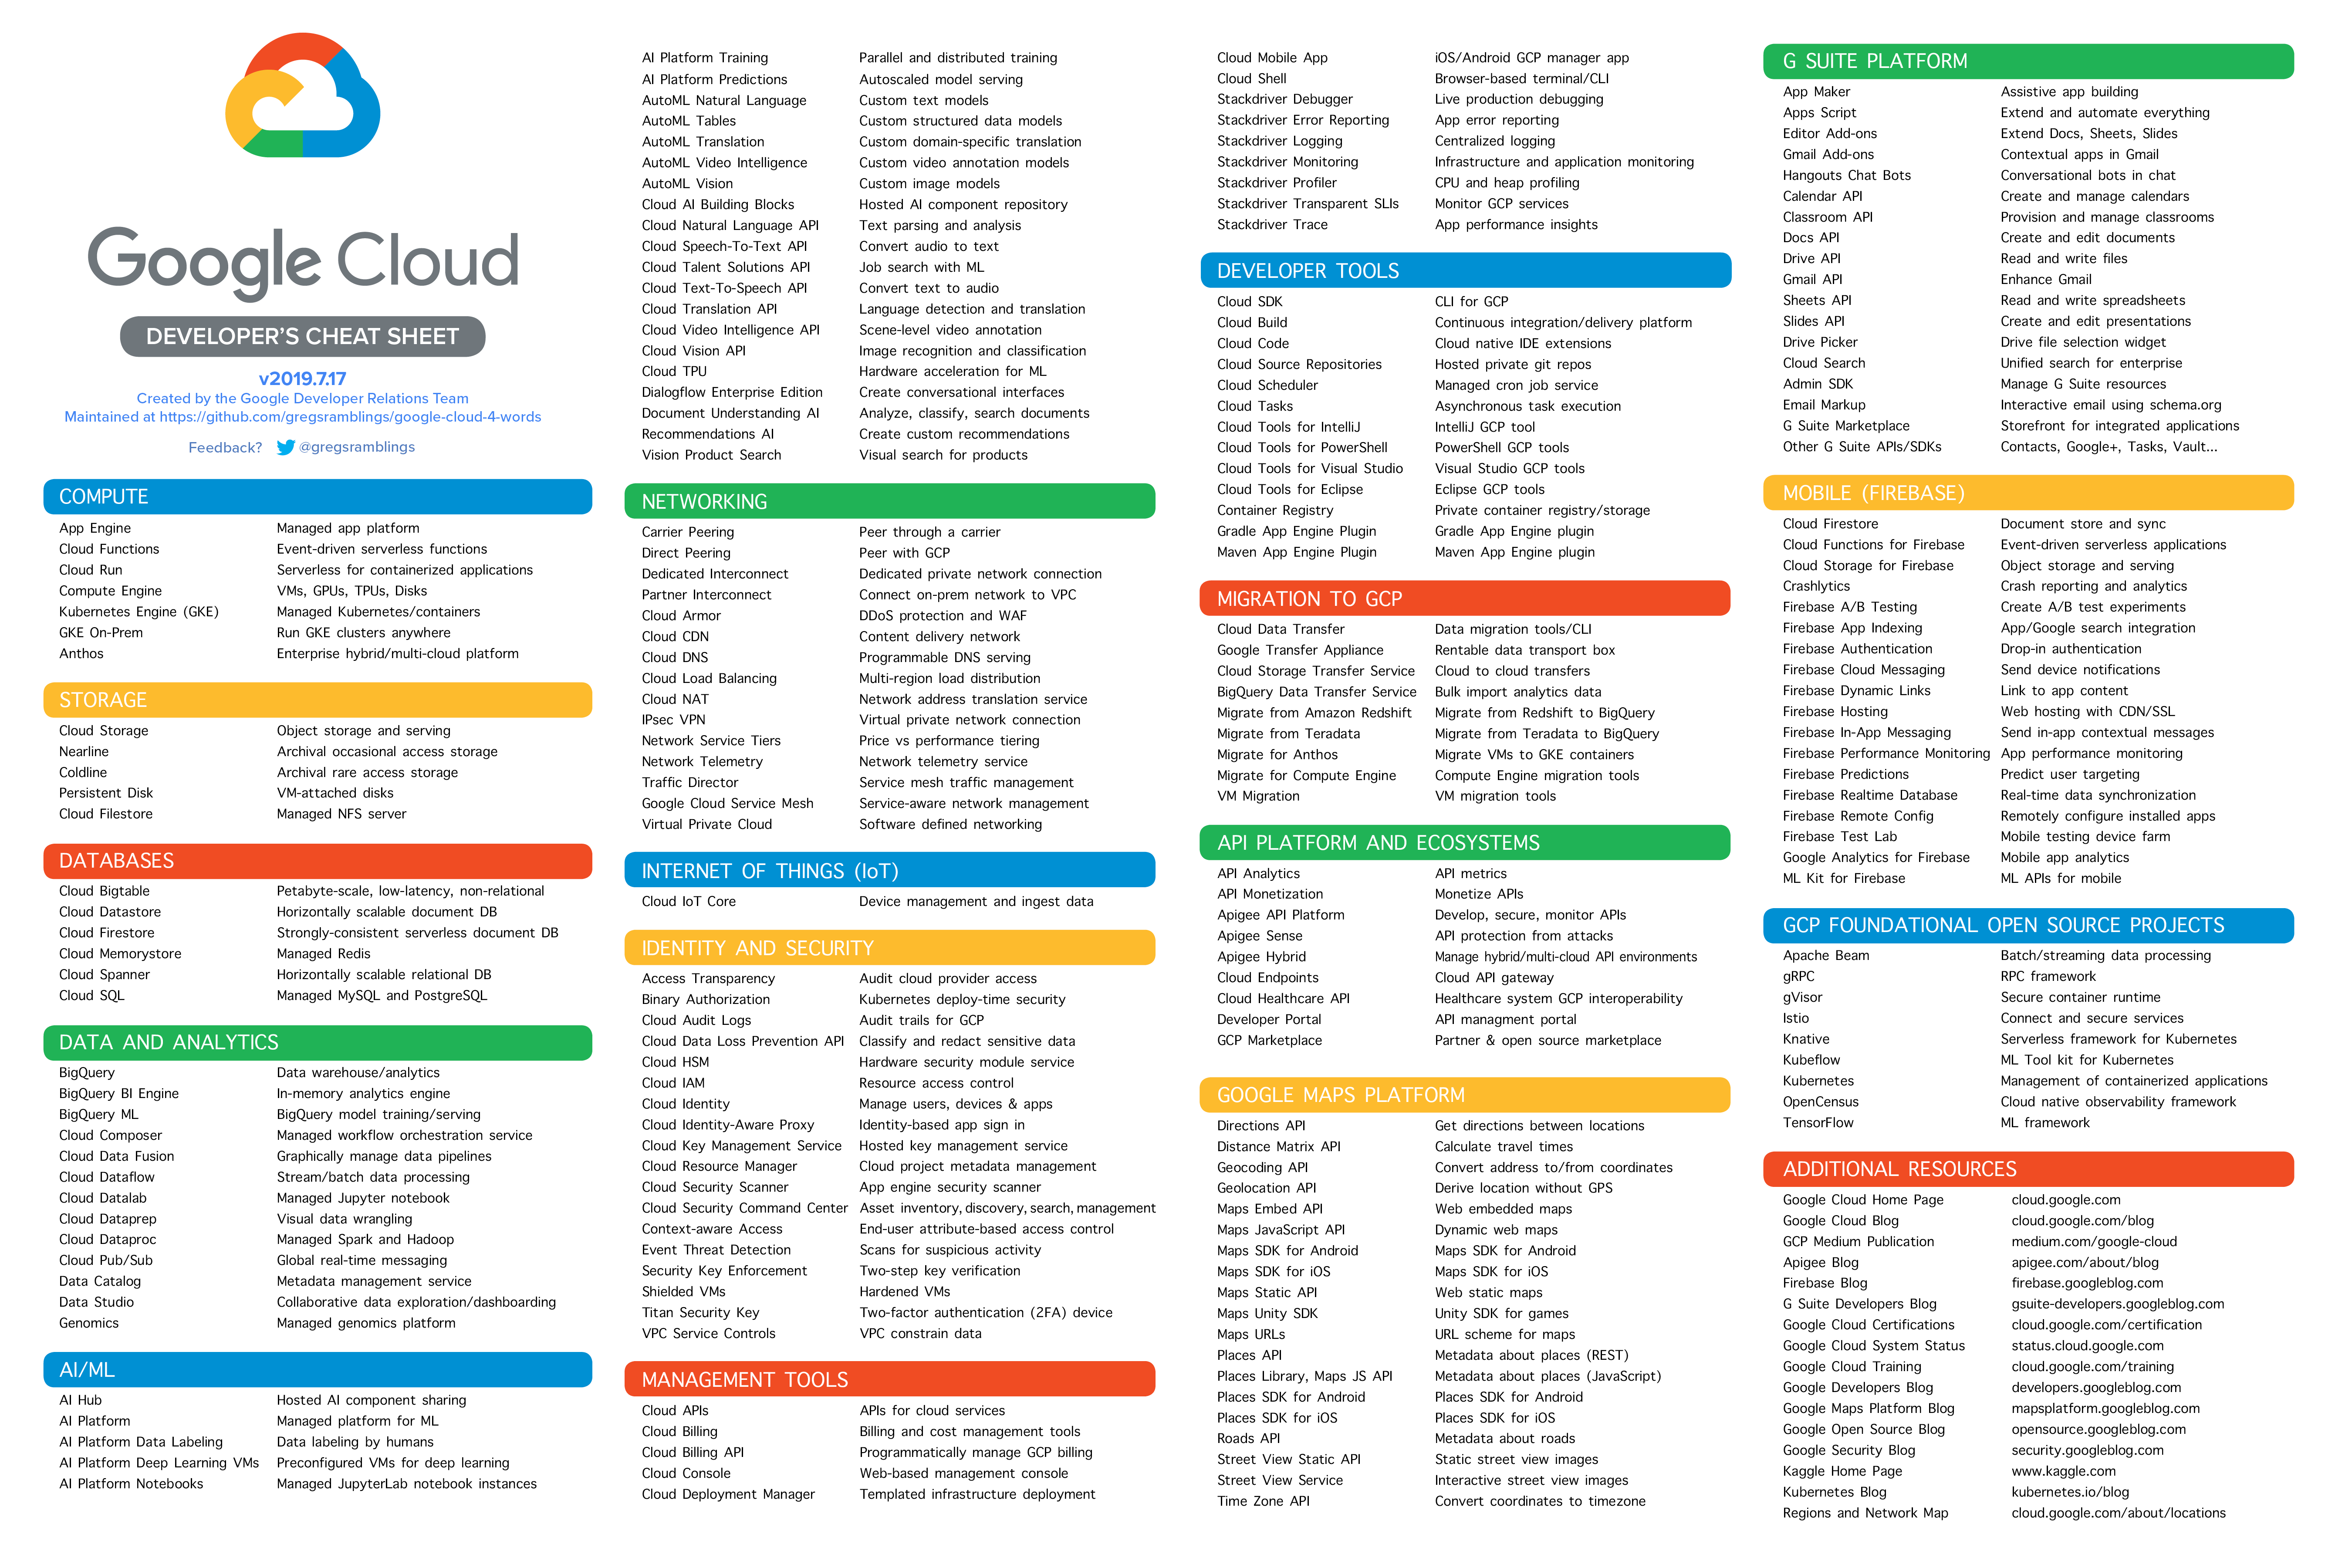 Google Cloud
DEVELOPER'S CHEAT SHEET
v2019.7.17
Created by the Google Developer Relations Team
Maintained at https://github.com/gregsramblings/google-cloud-4-words
Feedback? @gregsramblings
COMPUTE
App Engine Managed app platform
Cloud Functions Event-driven serverless functions
Cloud Run Serverless for containerized applications
Compute Engine VMs, GPUs, TPUs, Disks
Kubernetes Engine (GKE) Managed Kubernetes/containers
GKE On-Prem Run GKE clusters anywhere
Anthos Enterprise hybrid/multi-cloud platform
STORAGE
Cloud Storage Object storage and serving
Nearline Archival occasional access storage
Coldline Archival rare access storage
Persistent Disk VM-attached disks
Cloud Filestore Managed NFS server
DATABASES
Cloud Bigtable Petabyte-scale, low-latency, non-relational
Cloud Datastore Horizontally scalable document DB
Cloud Firestore Strongly-consistent serverless document DB
Cloud Memorystore Managed Redis
Cloud Spanner Horizontally scalable relational DB
Cloud SQL Managed MySQL and PostgreSQL
DATA AND ANALYTICS
BigQuery Data warehouse/analytics
BigQuery BI Engine In-memory analytics engine
BigQuery ML BigQuery model training/serving
Cloud Composer Managed workflow orchestration service
Cloud Data Fusion Graphically manage data pipelines
Cloud Dataflow Stream/batch data processing
Cloud Datalab Managed Jupyter notebook
Cloud Dataprep Visual data wrangling
Cloud Dataproc Managed Spark and Hadoop
Cloud Pub/Sub Global real-time messaging
Data Catalog Metadata management service
Data Studio Collaborative data exploration/dashboarding
Genomics Managed genomics platform
AI/ML
AI Hub Hosted AI component sharing
AI Platform Managed platform for ML
AI Platform Data Labeling Data labeling by humans
AI Platform Deep Learning VMs Preconfigured VMs for deep learning
AI Platform Notebooks Managed JupyterLab notebook instances
AI Platform Training Parallel and distributed training
AI Platform Predictions Autoscaled model serving
AutoML Natural Language Custom text models
AutoML Tables Custom structured data models
AutoML Translation Custom domain-specific translation
AutoML Video Intelligence Custom video annotation models
AutoML Vision Custom image models
Cloud AI Building Blocks Hosted AI component repository
Cloud Natural Language API Text parsing and analysis
Cloud Speech-To-Text API Convert audio to text
Cloud Talent Solutions API Job search with ML
Cloud Text-To-Speech API Convert text to audio
Cloud Translation API Language detection and translation
Cloud Video Intelligence API Scene-level video annotation
Cloud Vision API Image recognition and classification
Cloud TPU Hardware acceleration for ML
Dialogflow Enterprise Edition Create conversational interfaces
Document Understanding AI Analyze, classify, search documents
Recommendations AI Create custom recommendations
Vision Product Search Visual search for products
NETWORKING
Carrier Peering Peer through a carrier
Direct Peering Peer with GCP
Dedicated Interconnect Dedicated private network connection
Partner Interconnect Connect on-prem network to VPC
Cloud Armor DDoS protection and WAF
Cloud CDN Content delivery network
Cloud DNS Programmable DNS serving
Cloud Load Balancing Multi-region load distribution
Cloud NAT Network address translation service
IPsec VPN Virtual private network connection
Network Service Tiers Price vs performance tiering
Network Telemetry Network telemetry service
Traffic Director Service mesh traffic management
Google Cloud Service Mesh Service-aware network management
Virtual Private Cloud Software defined networking
INTERNET OF THINGS (IoT)
Cloud IoT Core Device management and ingest data
IDENTITY AND SECURITY
Access Transparency Audit cloud provider access
Binary Authorization Kubernetes deploy-time security
Cloud Audit Logs Audit trails for GCP
Cloud Data Loss Prevention API Classify and redact sensitive data
Cloud HSM Hardware security module service
Cloud IAM Resource access control
Cloud Identity Manage users, devices & apps
Cloud Identity-Aware Proxy Identity-based app sign in
Cloud Key Management Service Hosted key management service
Cloud Resource Manager Cloud project metadata management
Cloud Security Scanner App engine security scanner
Cloud Security Command Center Asset inventory, discovery, search, management
Context-aware Access End-user attribute-based access control
Event Threat Detection Scans for suspicious activity
Security Key Enforcement Two-step key verification
Shielded VMs Hardened VMs
Titan Security Key Two-factor authentication (2FA) device
VPC Service Controls VPC constrain data
MANAGEMENT TOOLS
Cloud APIs APIs for cloud services
Cloud Billing Billing and cost management tools
Cloud Billing API Programmatically manage GCP billing
Cloud Console Web-based management console
Cloud Deployment Manager Templated infrastructure deployment
Cloud Mobile App iOS/Android GCP manager app
Cloud Shell Browser-based terminal/CLI
Stackdriver Debugger Live production debugging
Stackdriver Error Reporting App error reporting
Stackdriver Logging Centralized logging
Stackdriver Monitoring Infrastructure and application monitoring
Stackdriver Profiler CPU and heap profiling
Stackdriver Transparent SLIs Monitor GCP services
Stackdriver Trace App performance insights
DEVELOPER TOOLS
Cloud SDK CLI for GCP
Cloud Build Continuous integration/delivery platform
Cloud Code Cloud native IDE extensions
Cloud Source Repositories Hosted private git repos
Cloud Scheduler Managed cron job service
Cloud Tasks Asynchronous task execution
Cloud Tools for IntelliJ IntelliJ GCP tool
Cloud Tools for PowerShell PowerShell GCP tools
Cloud Tools for Visual Studio Visual Studio GCP tools
Cloud Tools for Eclipse Eclipse GCP tools
Container Registry Private container registry/storage
Gradle App Engine Plugin Gradle App Engine plugin
Maven App Engine Plugin Maven App Engine plugin
MIGRATION TO GCP
Cloud Data Transfer Data migration tools/CLI
Google Transfer Appliance Rentable data transport box
Cloud Storage Transfer Service Cloud to cloud transfers
BigQuery Data Transfer Service Bulk import analytics data
Migrate from Amazon Redshift Migrate from Redshift to BigQuery
Migrate from Teradata Migrate from Teradata to BigQuery
Migrate for Anthos Migrate VMs to GKE containers
Migrate for Compute Engine Compute Engine migration tools
VM Migration VM migration tools
API PLATFORM AND ECOSYSTEMS
API Analytics API metrics
API Monetization Monetize APIs
Apigee API Platform Develop, secure, monitor APIs
Apigee Sense API protection from attacks
Apigee Hybrid Manage hybrid/multi-cloud API environments
Cloud Endpoints Cloud API gateway
Cloud Healthcare API Healthcare system GCP interoperability
Developer Portal API managment portal
GCP Marketplace Partner & open source marketplace
GOOGLE MAPS PLATFORM
Directions API Get directions between locations
Distance Matrix API Calculate travel times
Geocoding API Convert address to/from coordinates
Geolocation API Derive location without GPS
Maps Embed API Web embedded maps
Maps JavaScript API Dynamic web maps
Maps SDK for Android Maps SDK for Android
Maps SDK for iOS Maps SDK for iOS
Maps Static API Web static maps
Maps Unity SDK Unity SDK for games
Maps URLs URL scheme for maps
Places API Metadata about places (REST)
Places Library, Maps JS API Metadata about places (JavaScript)
Places SDK for Android Places SDK for Android
Places SDK for iOS Places SDK for iOS
Roads API Metadata about roads
Street View Static API Static street view images
Street View Service Interactive street view images
Time Zone API Convert coordinates to timezone
G SUITE PLATFORM
App Maker Assistive app building
Apps Script Extend and automate everything
Editor Add-ons Extend Docs, Sheets, Slides
Gmail Add-ons Contextual apps in Gmail
Hangouts Chat Bots Conversational bots in chat
Calendar API Create and manage calendars
Classroom API Provision and manage classrooms
Docs API Create and edit documents
Drive API Read and write files
Gmail API Enhance Gmail
Sheets API Read and write spreadsheets
Slides API Create and edit presentations
Drive Picker Drive file selection widget
Cloud Search Unified search for enterprise
Admin SDK Manage G Suite resources
Email Markup Interactive email using schema.org
G Suite Marketplace Storefront for integrated applications
Other G Suite APIs/SDKs Contacts, Google+, Tasks, Vault...
MOBILE (FIREBASE)
Cloud Firestore Document store and sync
Cloud Functions for Firebase Event-driven serverless applications
Cloud Storage for Firebase Object storage and serving
Crashlytics Crash reporting and analytics
Firebase A/B Testing Create A/B test experiments
Firebase App Indexing App/Google search integration
Firebase Authentication Drop-in authentication
Firebase Cloud Messaging Send device notifications
Firebase Dynamic Links Link to app content
Firebase Hosting Web hosting with CDN/SSL
Firebase In-App Messaging Send in-app contextual messages
Firebase Performance Monitoring App performance monitoring
Firebase Predictions Predict user targeting
Firebase Realtime Database Real-time data synchronization
Firebase Remote Config Remotely configure installed apps
Firebase Test Lab Mobile testing device farm
Google Analytics for Firebase Mobile app analytics
ML Kit for Firebase ML APIs for mobile
GCP FOUNDATIONAL OPEN SOURCE PROJECTS
Apache Beam Batch/streaming data processing
gRPC RPC framework
gVisor Secure container runtime
Istio Connect and secure services
Knative Serverless framework for Kubernetes
Kubeflow ML Tool kit for Kubernetes
Kubernetes Management of containerized applications
OpenCensus Cloud native observability framework
TensorFlow ML framework
ADDITIONAL RESOURCES
Google Cloud Home Page cloud.google.com
Google Cloud Blog cloud.google.com/blog
GCP Medium Publication medium.com/google-cloud
Apigee Blog apigee.com/about/blog
Firebase Blog firebase.googleblog.com
G Suite Developers Blog gsuite-developers.googleblog.com
Google Cloud Certifications cloud.google.com/certification
Google Cloud System Status status.cloud.google.com
Google Cloud Training cloud.google.com/training
Google Developers Blog developers.googleblog.com
Google Maps Platform Blog mapsplatform.googleblog.com
Google Open Source Blog opensource.googleblog.com
Google Security Blog security.googleblog.com
Kaggle Home Page www.kaggle.com
Kubernetes Blog kubernetes.io/blog
Regions and Network Map cloud.google.com/about/locations